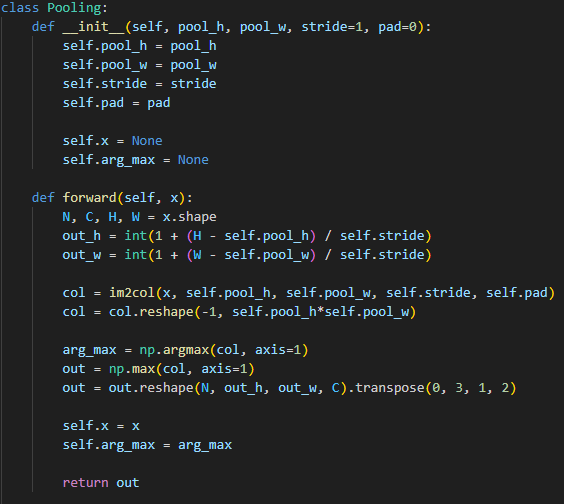 class Pooling:
    def __init__(self, pool_h, pool_w, stride=1, pad=0):
        self.pool_h = pool_h
        self.pool_w = pool_w
        self.stride = stride
        self.pad = pad

        self.x = None
        self.arg_max = None

    def forward(self, x):
        N, C, H, W = x.shape
        out_h = int(1 + (H - self.pool_h) / self.stride)
        out_w = int(1 + (W - self.pool_w) / self.stride)

        col = im2col(x, self.pool_h, self.pool_w, self.stride, self.pad)
        col = col.reshape(-1, self.pool_h*self.pool_w)

        arg_max = np.argmax(col, axis=1)
        out = np.max(col, axis=1)
        out = out.reshape(N, out_h, out_w, C).transpose(0, 3, 1, 2)

        self.x = x
        self.arg_max = arg_max

        return out